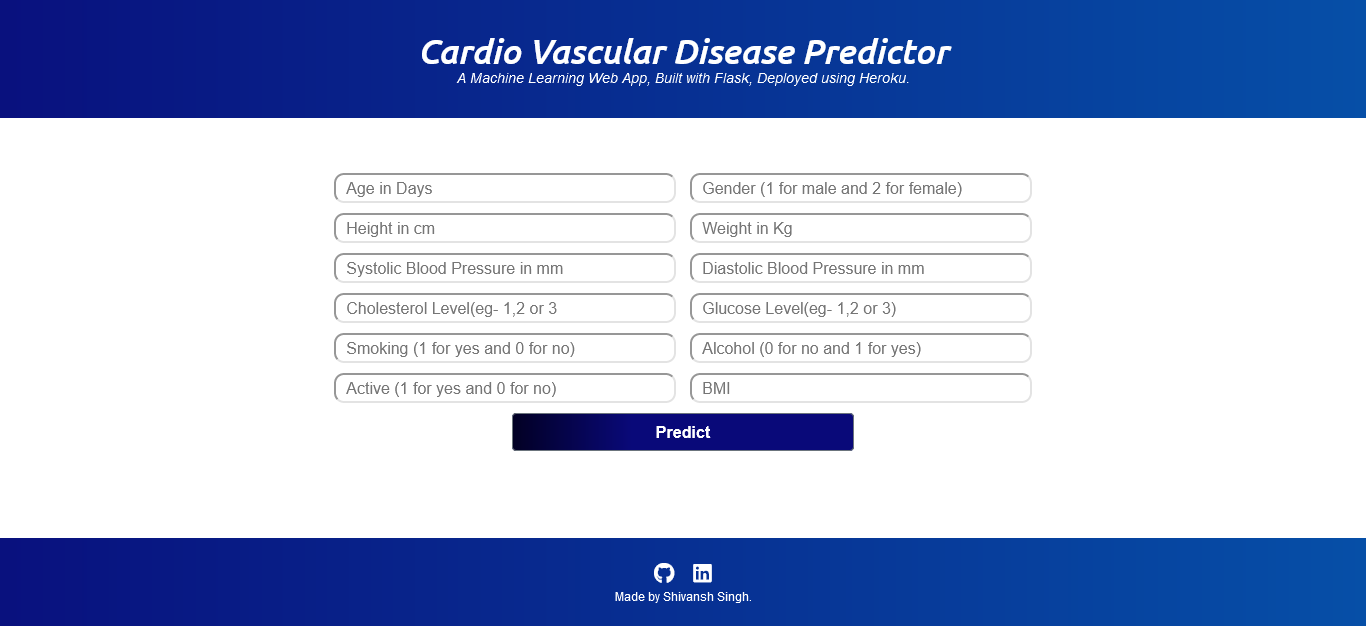 Cardio Vascular Disease Predictor
A Machine Learning Web App, Built with Flask, Deployed using Heroku.
Age in Days
Gender (1 for male and 2 for female)
Height in cm
Weight in Kg
Systolic Blood Pressure in mm
Diastolic Blood Pressure in mm
Cholesterol Level(eg- 1,2 or 3
Glucose Level(eg- 1,2 or 3)
Smoking (1 for yes and 0 for no)
Alcohol (0 for no and 1 for yes)
Active (1 for yes and 0 for no)
BMI
Predict
in
Made by Shivansh Singh.